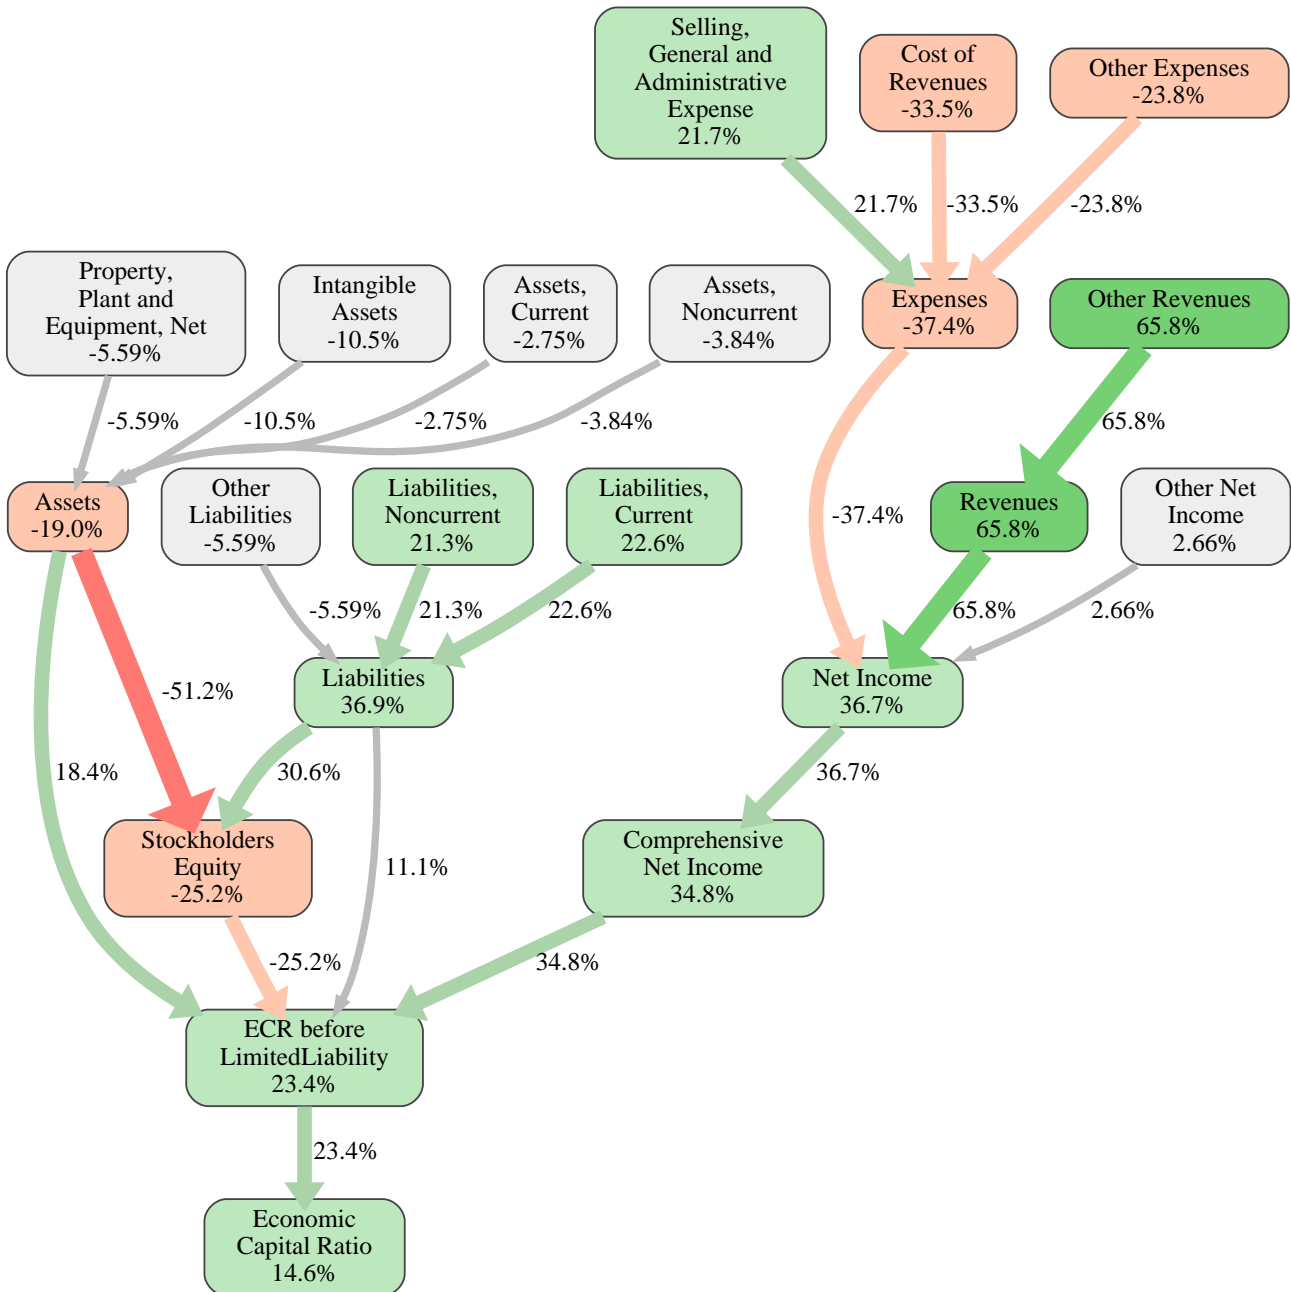 Selling,
General and
Administrative
Expense
21.7%
Cost of
Revenues
-33.5%
Other Expenses
-23.8%
21.7%
-33.5%
-23.8%
Property,
Plant and
Equipment, Net
-5.59%
Intangible
Assets
-10.5%
Assets,
Current
-2.75%
Assets,
Noncurrent
-3.84%
Expenses
-37.4%
Other Revenues
65.8%
-5.59%
-10.5%
-2.75%
-3.84%
65.8%
Assets
-19.0%
Other
Liabilities
-5.59%
Liabilities,
Noncurrent
21.3%
Liabilities,
Current
22.6%
-37.4%
Revenues
65.8%
Other Net
Income
2.66%
-5.59%
21.3%
22.6%
65.8%
2.66%
-51.2%
Liabilities
36.9%
Net Income
36.7%
18.4%
30.6%
36.7%
Stockholders
Equity
-25.2%
11.1%
Comprehensive
Net Income
34.8%
-25.2%
34.8%
ECR before
LimitedLiability
23.4%
23.4%
Economic
Capital Ratio
14.6%